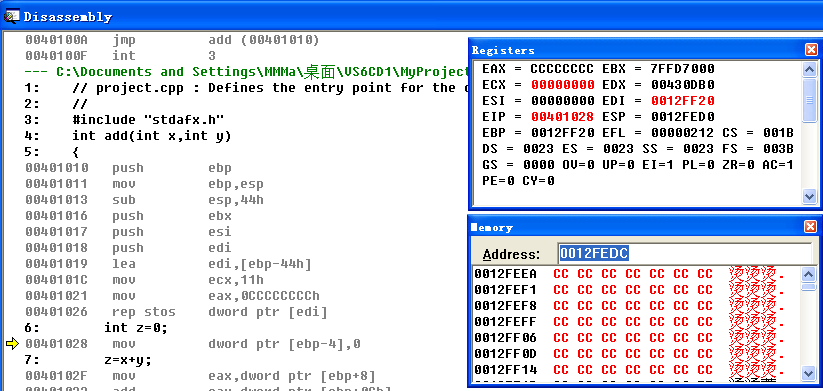 Disassembly
0040100A jmp add (00401010)
0040100F int 3
--- C:\Documents and Settings\MMMa\桌面\VS6CD1\MyProject
1: // project.cpp : Defines the entry point for the
2: //
3: #include "stdafx.h"
4: int add(int x,int y)
5: {
00401010 push ebp
00401011 mov ebp,esp
00401013 sub esp,44h
00401016 push ebx
00401017 push esi
00401018 push edi
00401019 lea edi,[ebp-44h]
0040101C mov ecx,11h
00401021 mov eax,0CCCCCCCCh
00401026 rep stos dword ptr [edi]
6: int z=0;
00401028 mov dword ptr [ebp-4],0
7: z=x+y;
0040102F mov eax,dword ptr [ebp+8]
Registers
EAX = CCCCCCCC EBX = 7FFD7000
ECX = 00000000 EDX = 00430DB0
ESI = 00000000 EDI = 0012FF20
EIP = 00401028 ESP = 0012FED0
EBP = 0012FF20 EFL = 00000212 CS = 001B
DS = 0023 ES = 0023 SS = 0023 FS = 003B
GS = 0000 OV=0 UP=0 EI=1 PL=0 ZR=0 AC=1
PE=0 CY=0
Memory
Address: 0012FEDC
0012FEEA CC CC CC CC CC CC CC 烫烫烫.
0012FEF1 CC CC CC CC CC CC CC 烫烫烫.
0012FEF8 CC CC CC CC CC CC CC 烫烫烫.
0012FEFF CC CC CC CC CC CC CC 烫烫烫.
0012FF06 CC CC CC CC CC CC CC 烫烫烫.
0012FF0D CC CC CC CC CC CC CC 烫烫烫.
0012FF14 CC CC CC CC CC CC CC 烫烫烫.